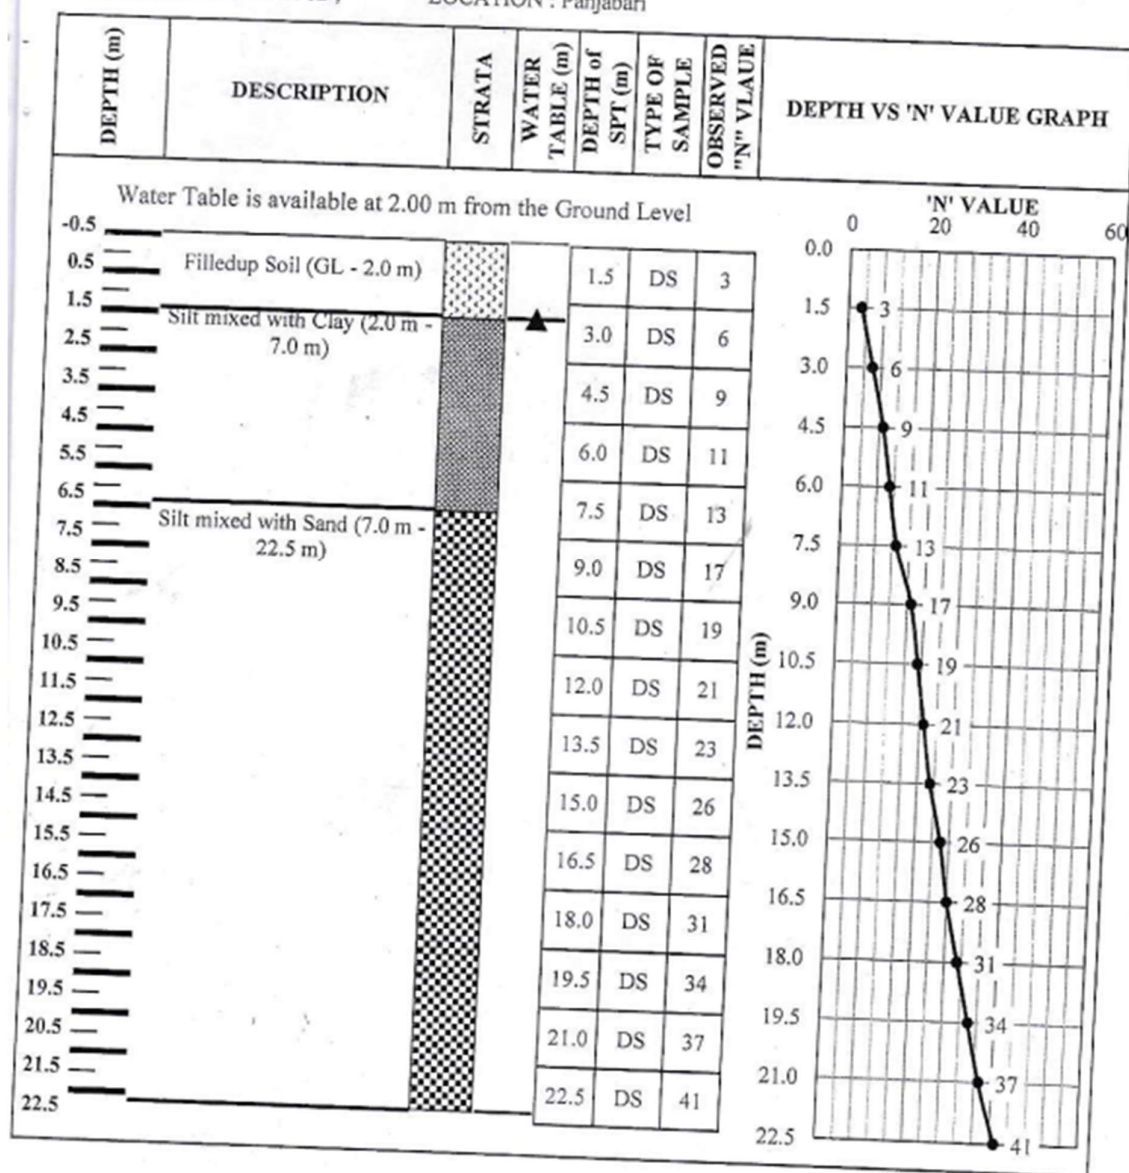 LOCATION : Panjabari
DEPTH (m)
DESCRIPTION
STRATA
WATER TABLE (m)
DEPTH of SPT (m)
TYPE OF SAMPLE
OBSERVED "N" VLAUE
DEPTH VS 'N' VALUE GRAPH
Water Table is available at 2.00 m from the Ground Level
-0.5
0.5
1.5
2.5
3.5
4.5
5.5
6.5
7.5
8.5
9.5
10.5
11.5
12.5
13.5
14.5
15.5
16.5
17.5
18.5
19.5
20.5
21.5
22.5
Filledup Soil (GL - 2.0 m)
Silt mixed with Clay (2.0 m -
7.0 m)
Silt mixed with Sand (7.0 m -
22.5 m)
1.5 DS 3
3.0 DS 6
4.5 DS 9
6.0 DS 11
7.5 DS 13
9.0 DS 17
10.5 DS 19
12.0 DS 21
13.5 DS 23
15.0 DS 26
16.5 DS 28
18.0 DS 31
19.5 DS 34
21.0 DS 37
22.5 DS 41
'N' VALUE
0 20 40 60
DEPTH (m)
0.0
1.5 3
3.0 6
4.5 9
6.0 11
7.5 13
9.0 17
10.5 19
12.0 21
13.5 23
15.0 26
16.5 28
18.0 31
19.5 34
21.0 37
22.5 41